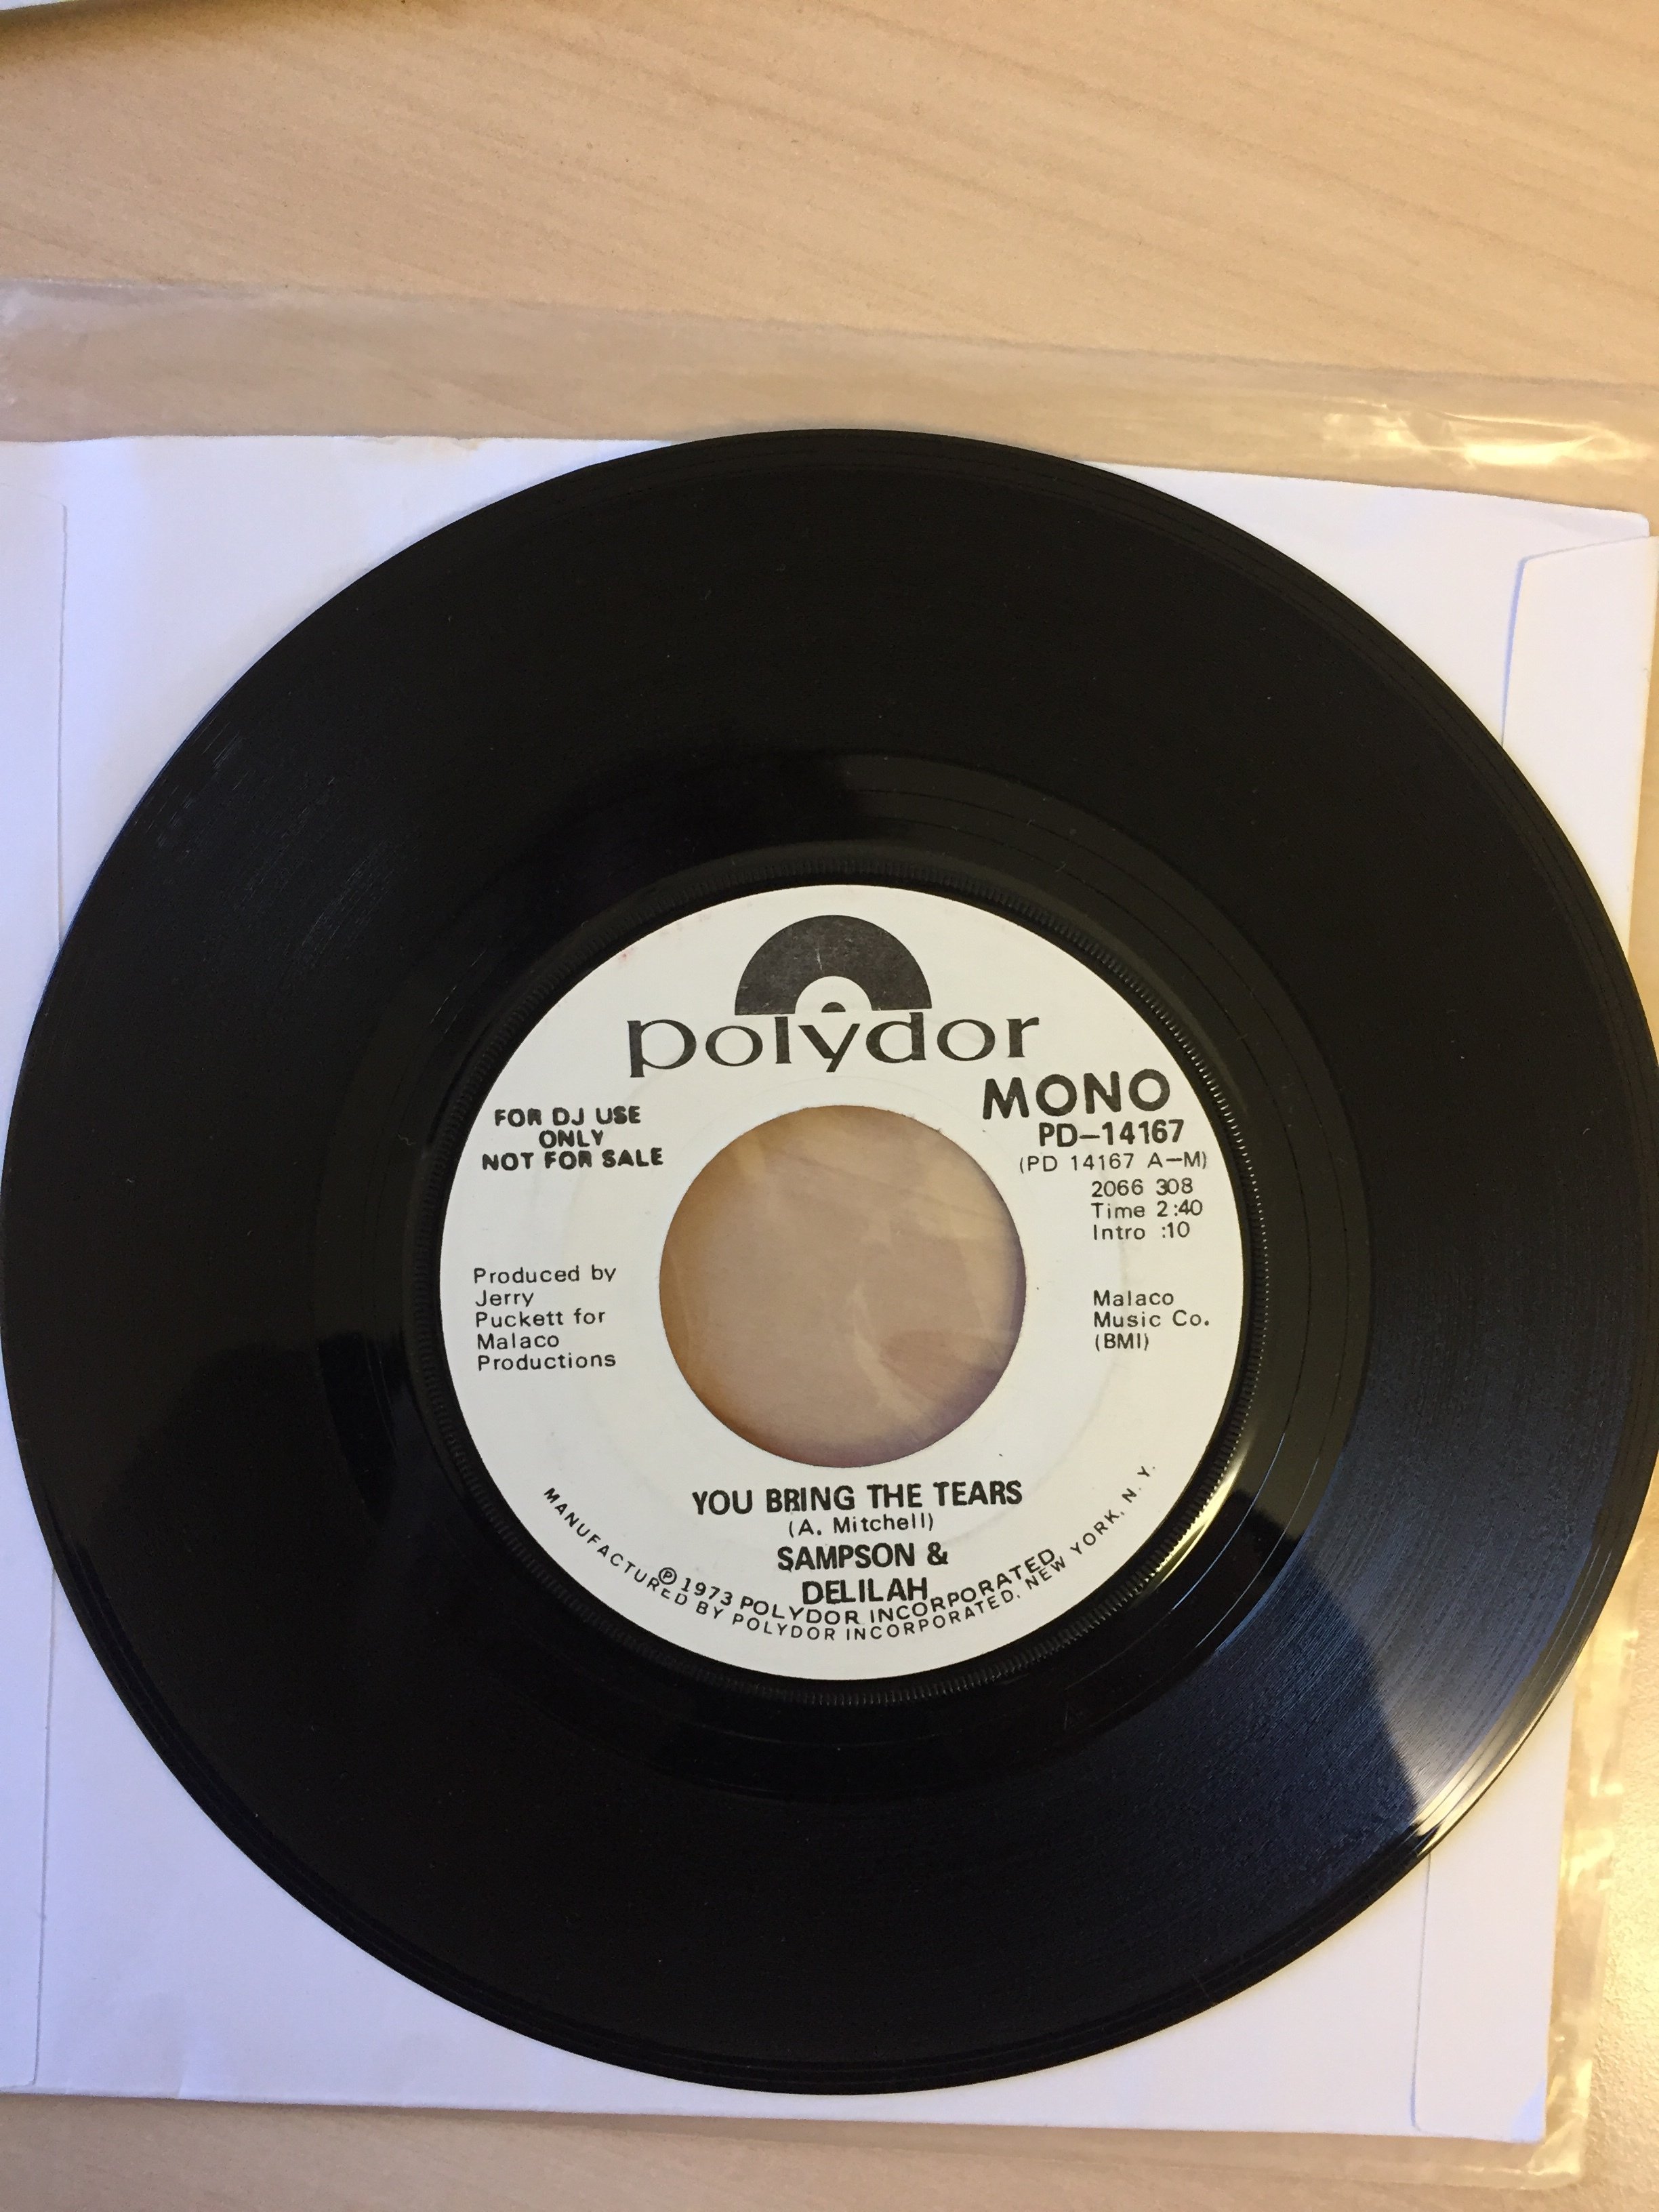 polydor
MONO
PD-14167
(PD 14167 A-M)
2066 308
Time 2:40
Intro :10
FOR DJ USE
ONLY
NOT FOR SALE
Produced by
Jerry
Puckett for
Malaco
Productions
Malaco
Music Co.
(BMI)
YOU BRING THE TEARS
(A. Mitchell)
SAMPSON &
DELILAH
℗ 1973 POLYDOR INCORPORATED
MANUFACTURED BY POLYDOR INCORPORATED. NEW YORK, N. Y.